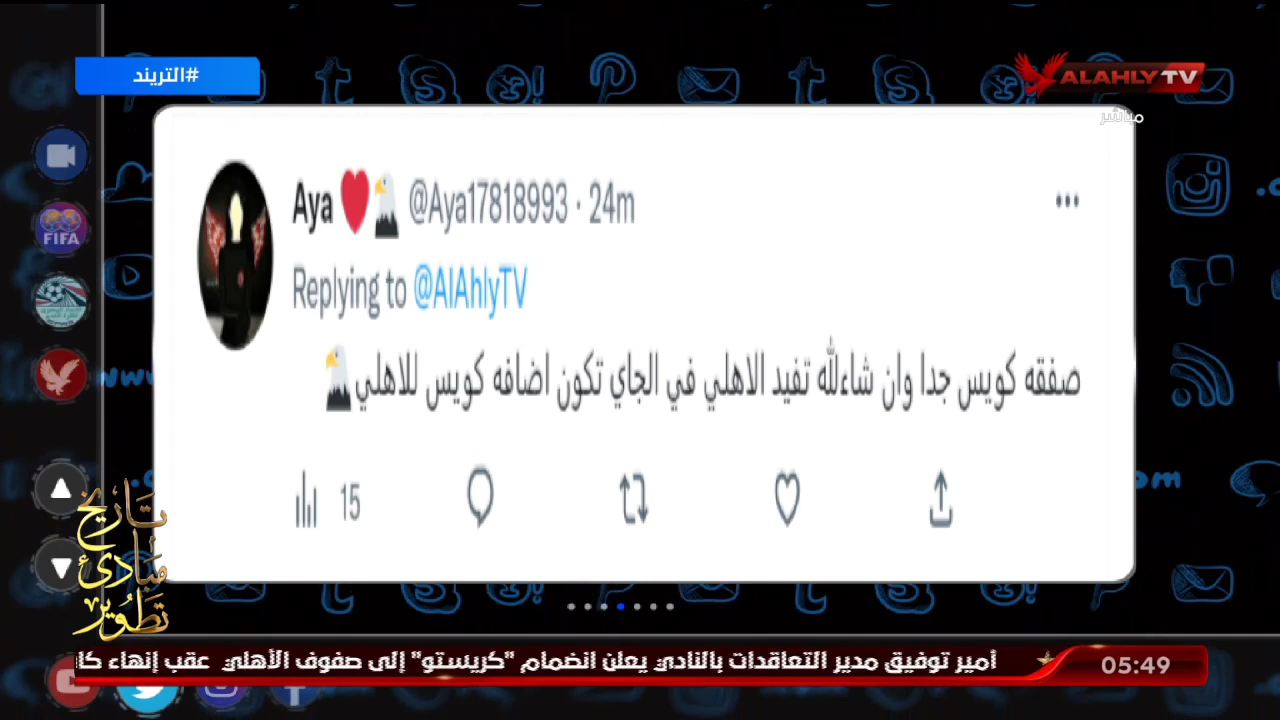 #التريند
ALAHLY TV
مباشر
Aya @Aya17818993 · 24m
Replying to @AlAhlyTV
صفقه كويس جدا وان شاءلله تفيد الاهلي في الجاي تكون اضافه كويس للاهلي
15
FIFA
تاريخ
مبادئ
تطوير
أمير توفيق مدير التعاقدات بالنادي يعلن انضمام "كريستو" إلى صفوف الأهلي عقب إنهاء كا
05:49